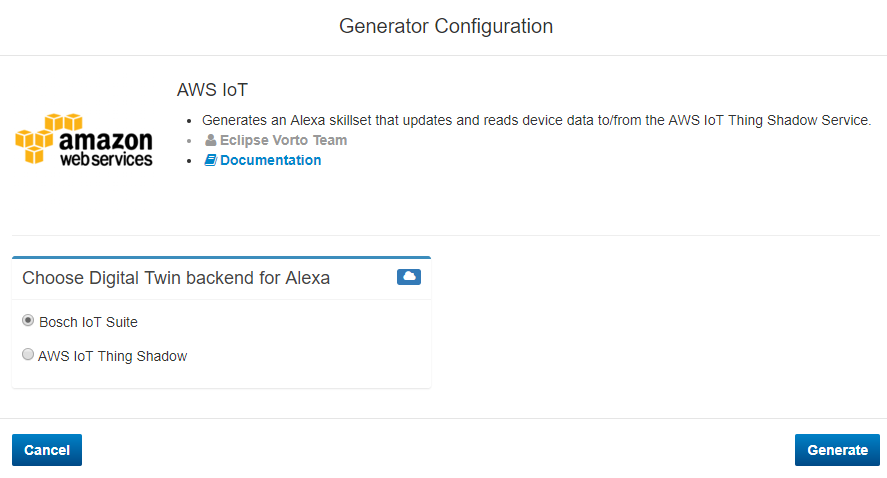 Generator Configuration
amazon
webservices
AWS IoT
Generates an Alexa skillset that updates and reads device data to/from the AWS IoT Thing Shadow Service.
Eclipse Vorto Team
Documentation
Choose Digital Twin backend for Alexa
Bosch IoT Suite
AWS IoT Thing Shadow
Cancel
Generate